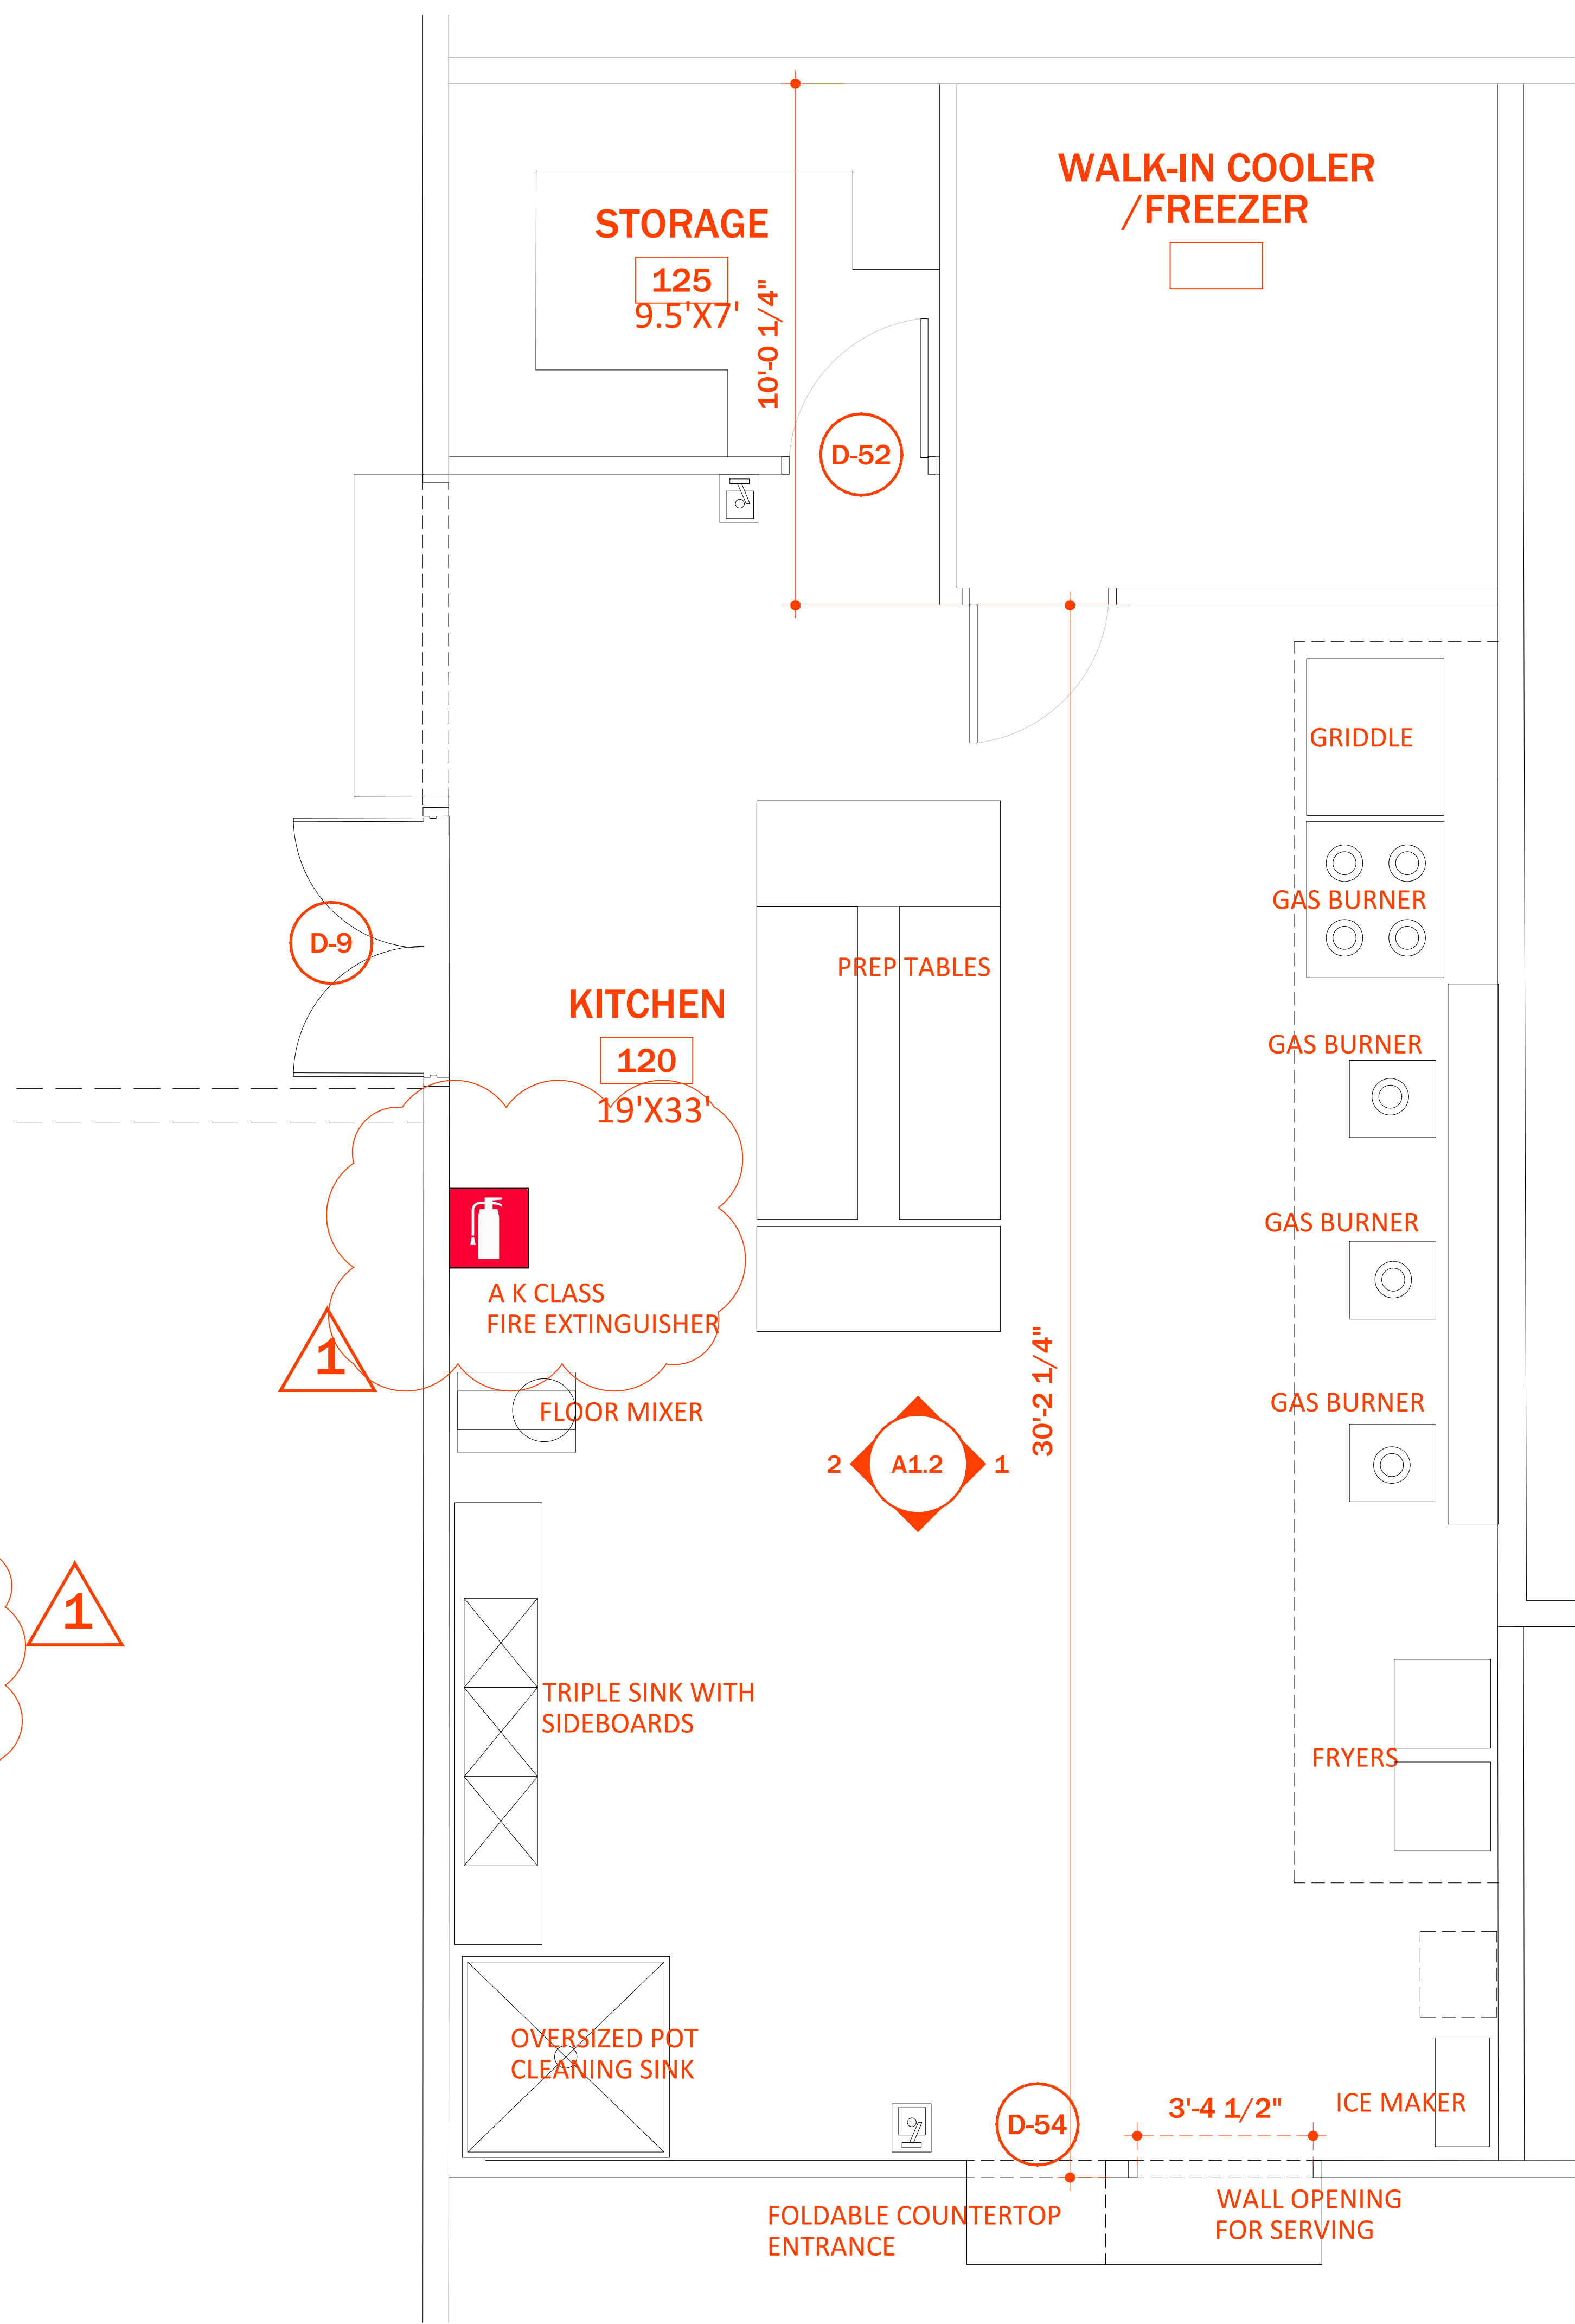 WALK-IN COOLER
/FREEZER
STORAGE
125
9.5'X7'
10'-0 1/4"
D-52
GRIDDLE
GAS BURNER
D-9
PREP TABLES
KITCHEN
120
19'X33'
GAS BURNER
GAS BURNER
A K CLASS
FIRE EXTINGUISHER
1
30'-2 1/4"
FLOOR MIXER
GAS BURNER
2
A1.2
1
1
TRIPLE SINK WITH
SIDEBOARDS
FRYERS
OVERSIZED POT
CLEANING SINK
ICE MAKER
3'-4 1/2"
D-54
WALL OPENING
FOR SERVING
FOLDABLE COUNTERTOP
ENTRANCE